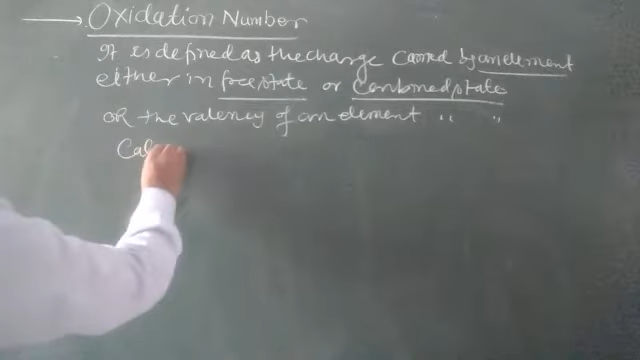 → Oxidation Number
It is defined as the charge carried by an element
either in free state or Combined state
OR the valency of an element " "
Cal